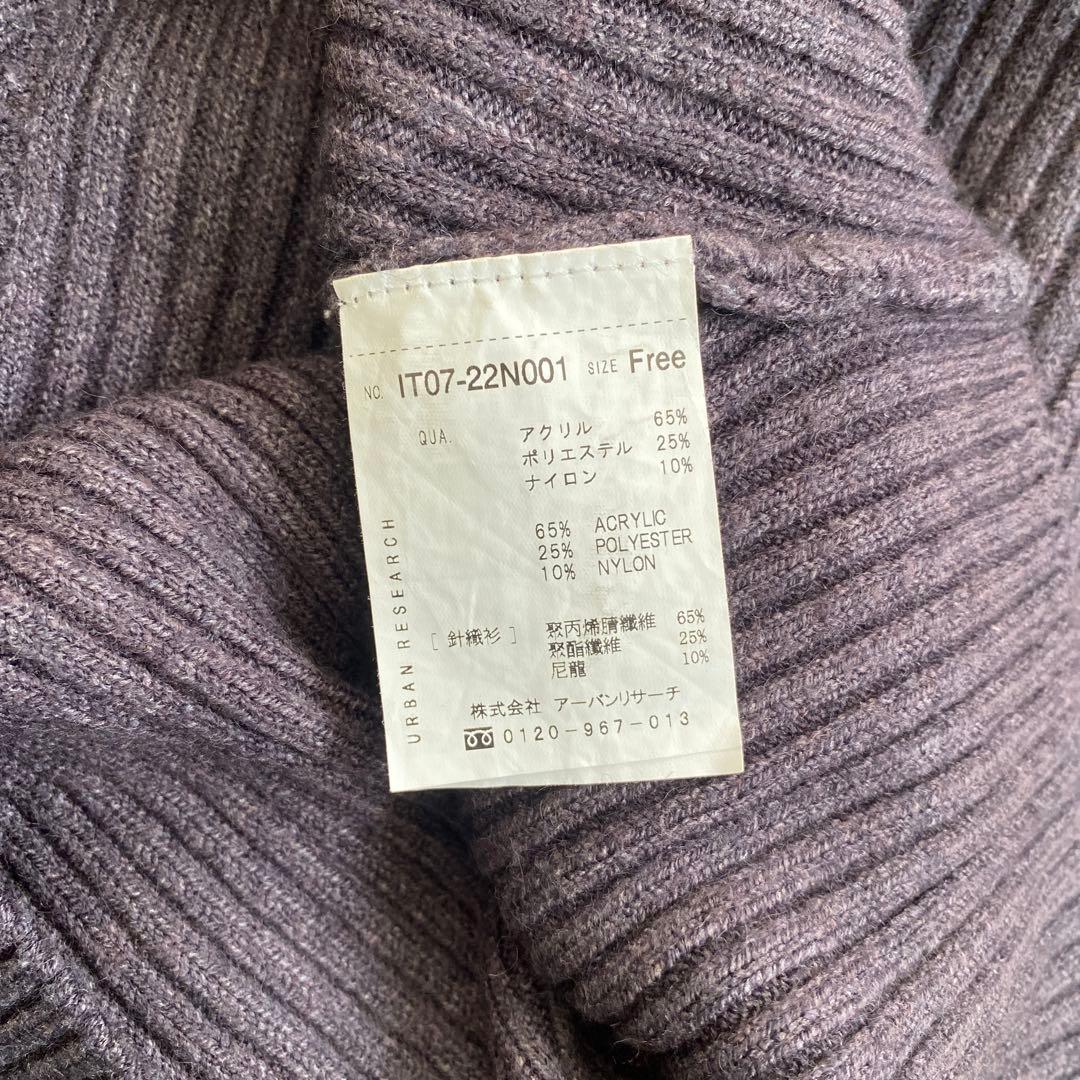 NO. IT07-22N001 SIZE Free
QUA. アクリル 65%
ポリエステル 25%
ナイロン 10%
65% ACRYLIC
25% POLYESTER
10% NYLON
[針織衫] 聚丙烯腈纖維 65%
聚酯纖維 25%
尼龍 10%
株式会社 アーバンリサーチ
0120-967-013
URBAN RESEARCH